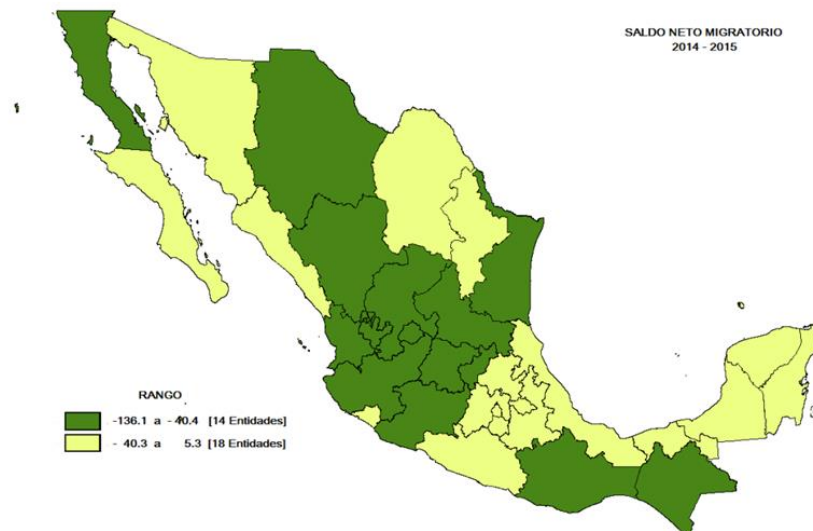 SALDO NETO MIGRATORIO
2014 - 2015
RANGO
-136.1 a - 40.4 [14 Entidades]
- 40.3 a 5.3 [18 Entidades]